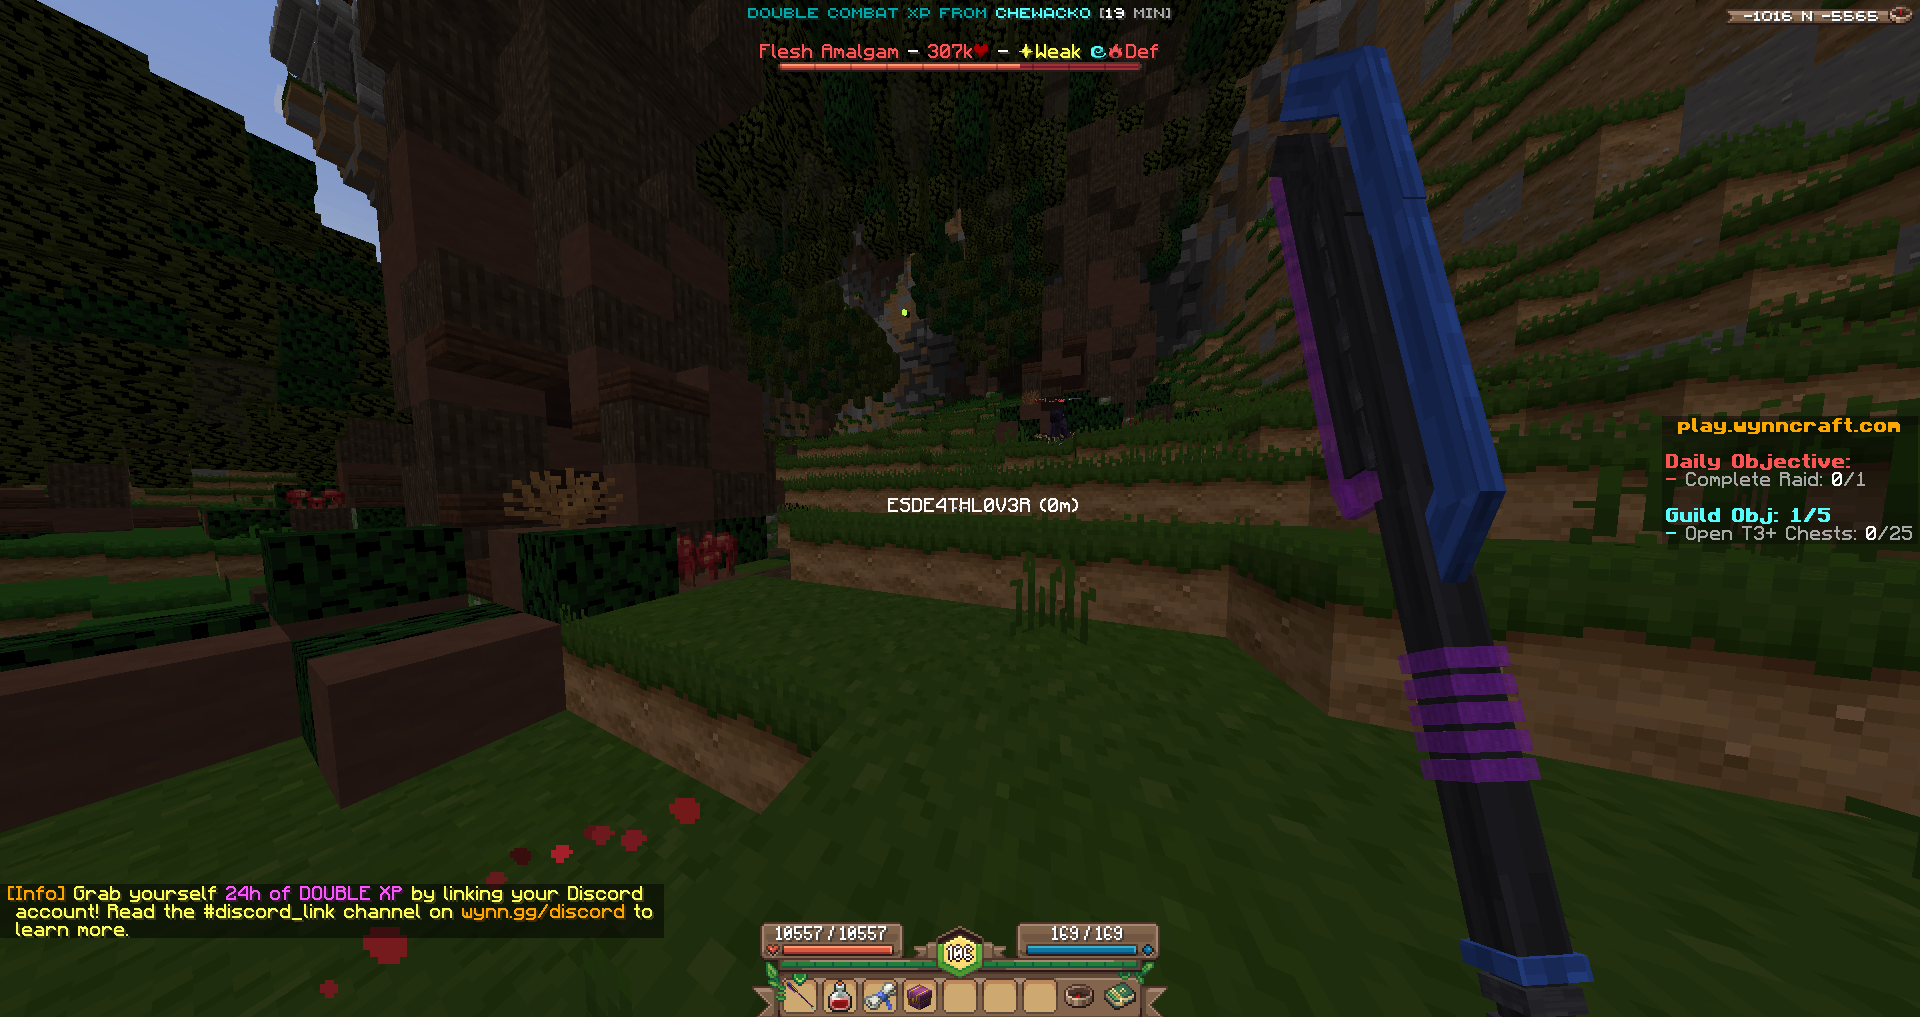 DOUBLE COMBAT XP FROM CHEWACKO [19 MIN]
-1016 N -5565
Flesh Amalgam - 307k❤ - ✦Weak Def
play.wynncraft.com
Daily Objective:
- Complete Raid: 0/1
Guild Obj: 1/5
- Open T3+ Chests: 0/25
ESDE4THL0V3R (0m)
[Info] Grab yourself 24h of DOUBLE XP by linking your Discord
account! Read the #discord_link channel on wynn.gg/discord to
learn more.
10557/10557
106
169/169